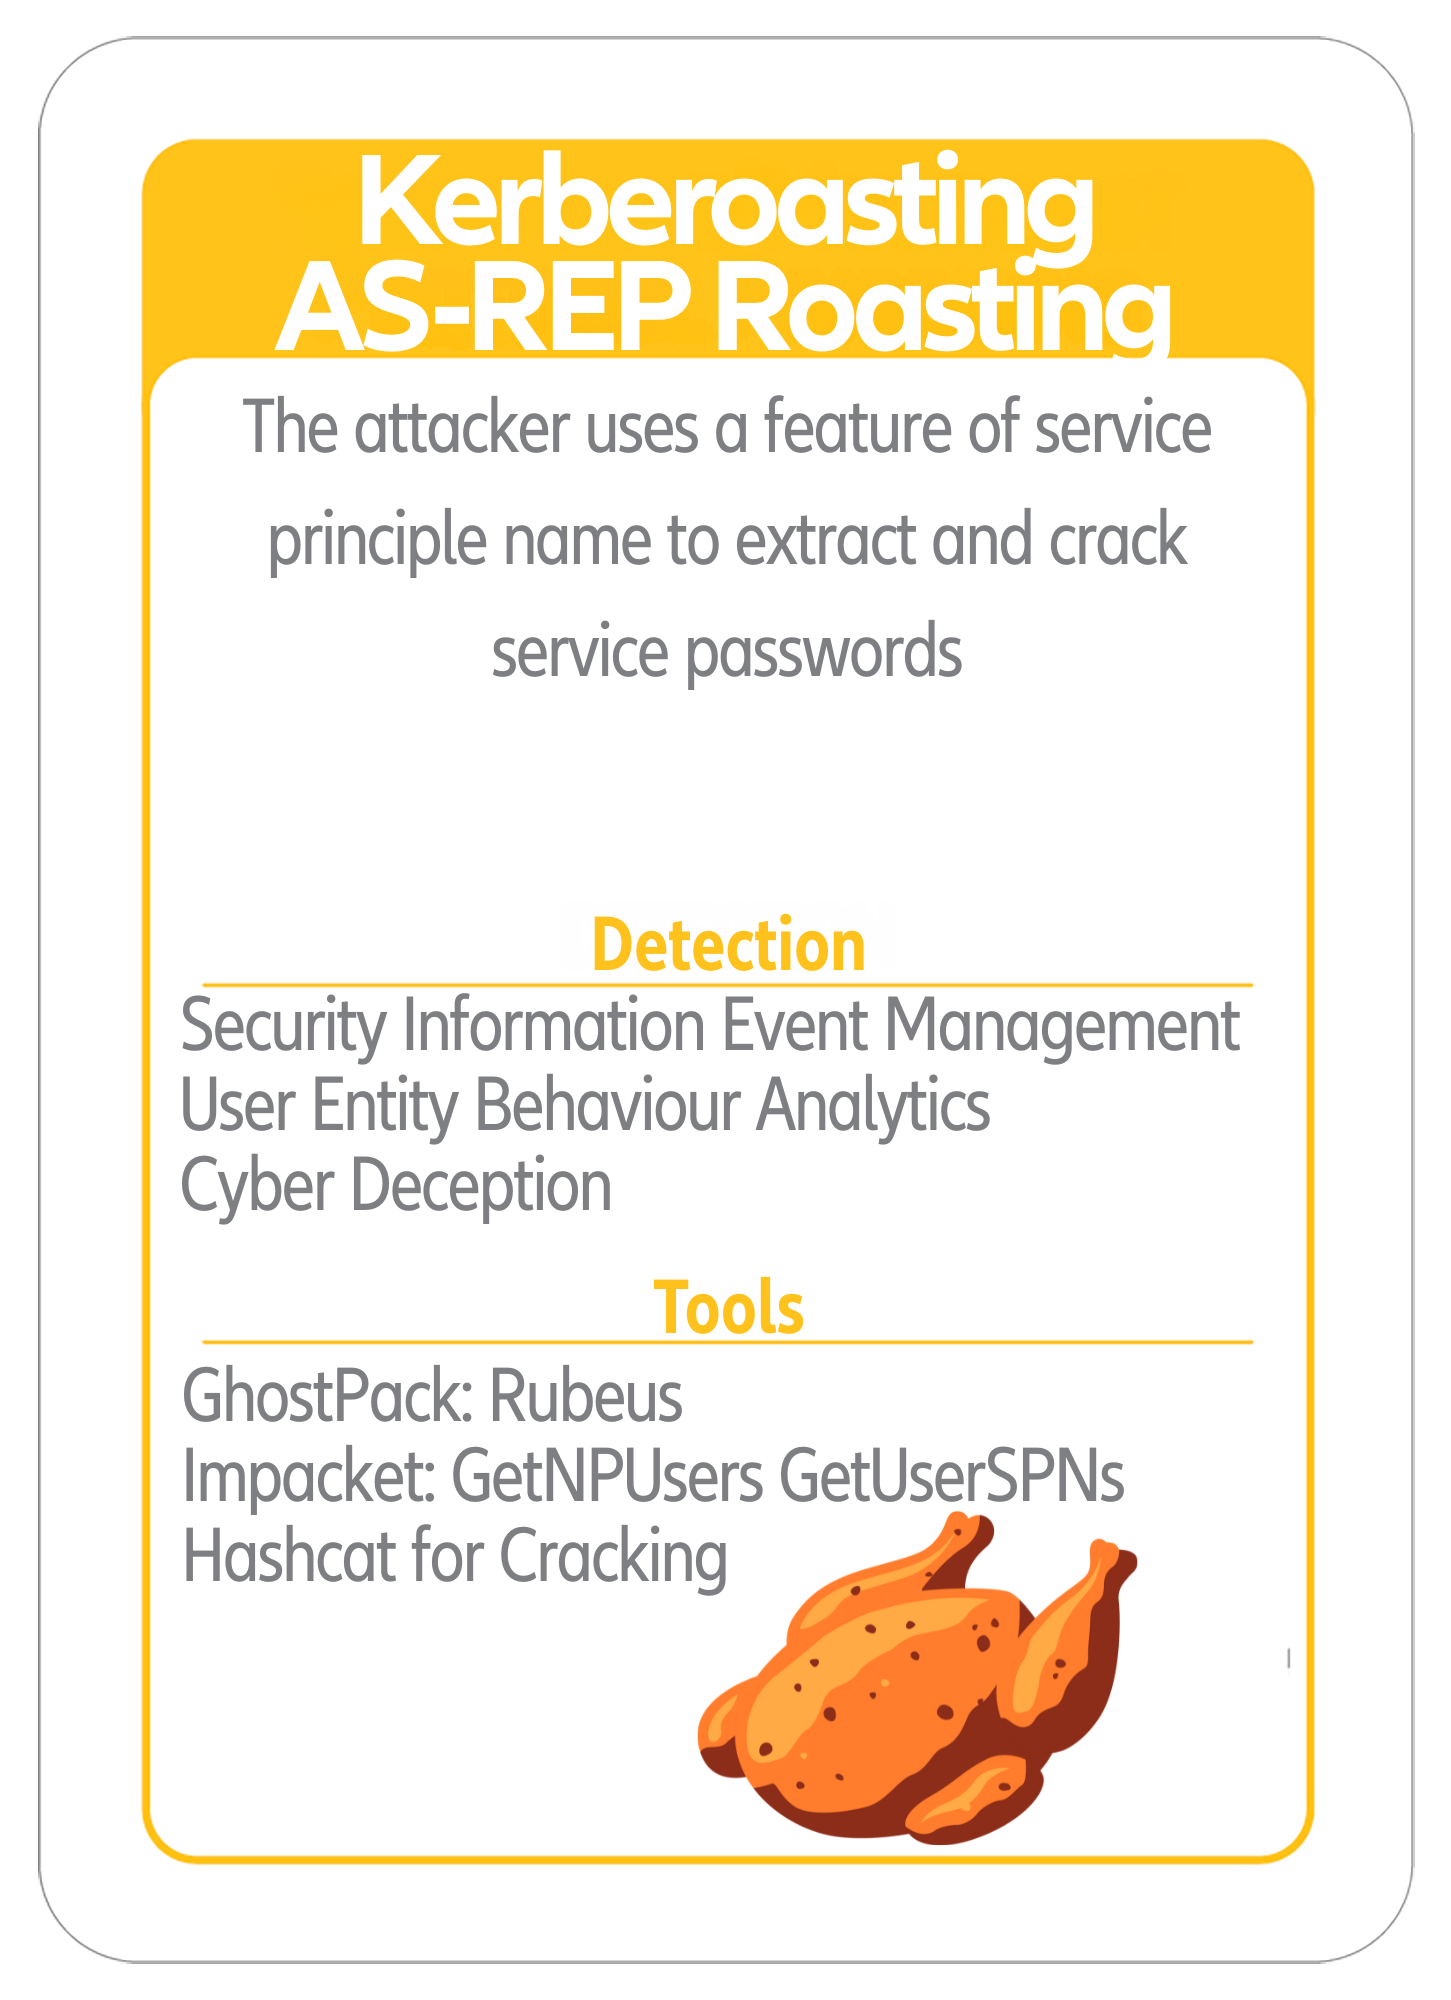 Kerberoasting
AS-REP Roasting
The attacker uses a feature of service
principle name to extract and crack
service passwords
Detection
Security Information Event Management
User Entity Behaviour Analytics
Cyber Deception
Tools
GhostPack: Rubeus
Impacket: GetNPUsers GetUserSPNs
Hashcat for Cracking